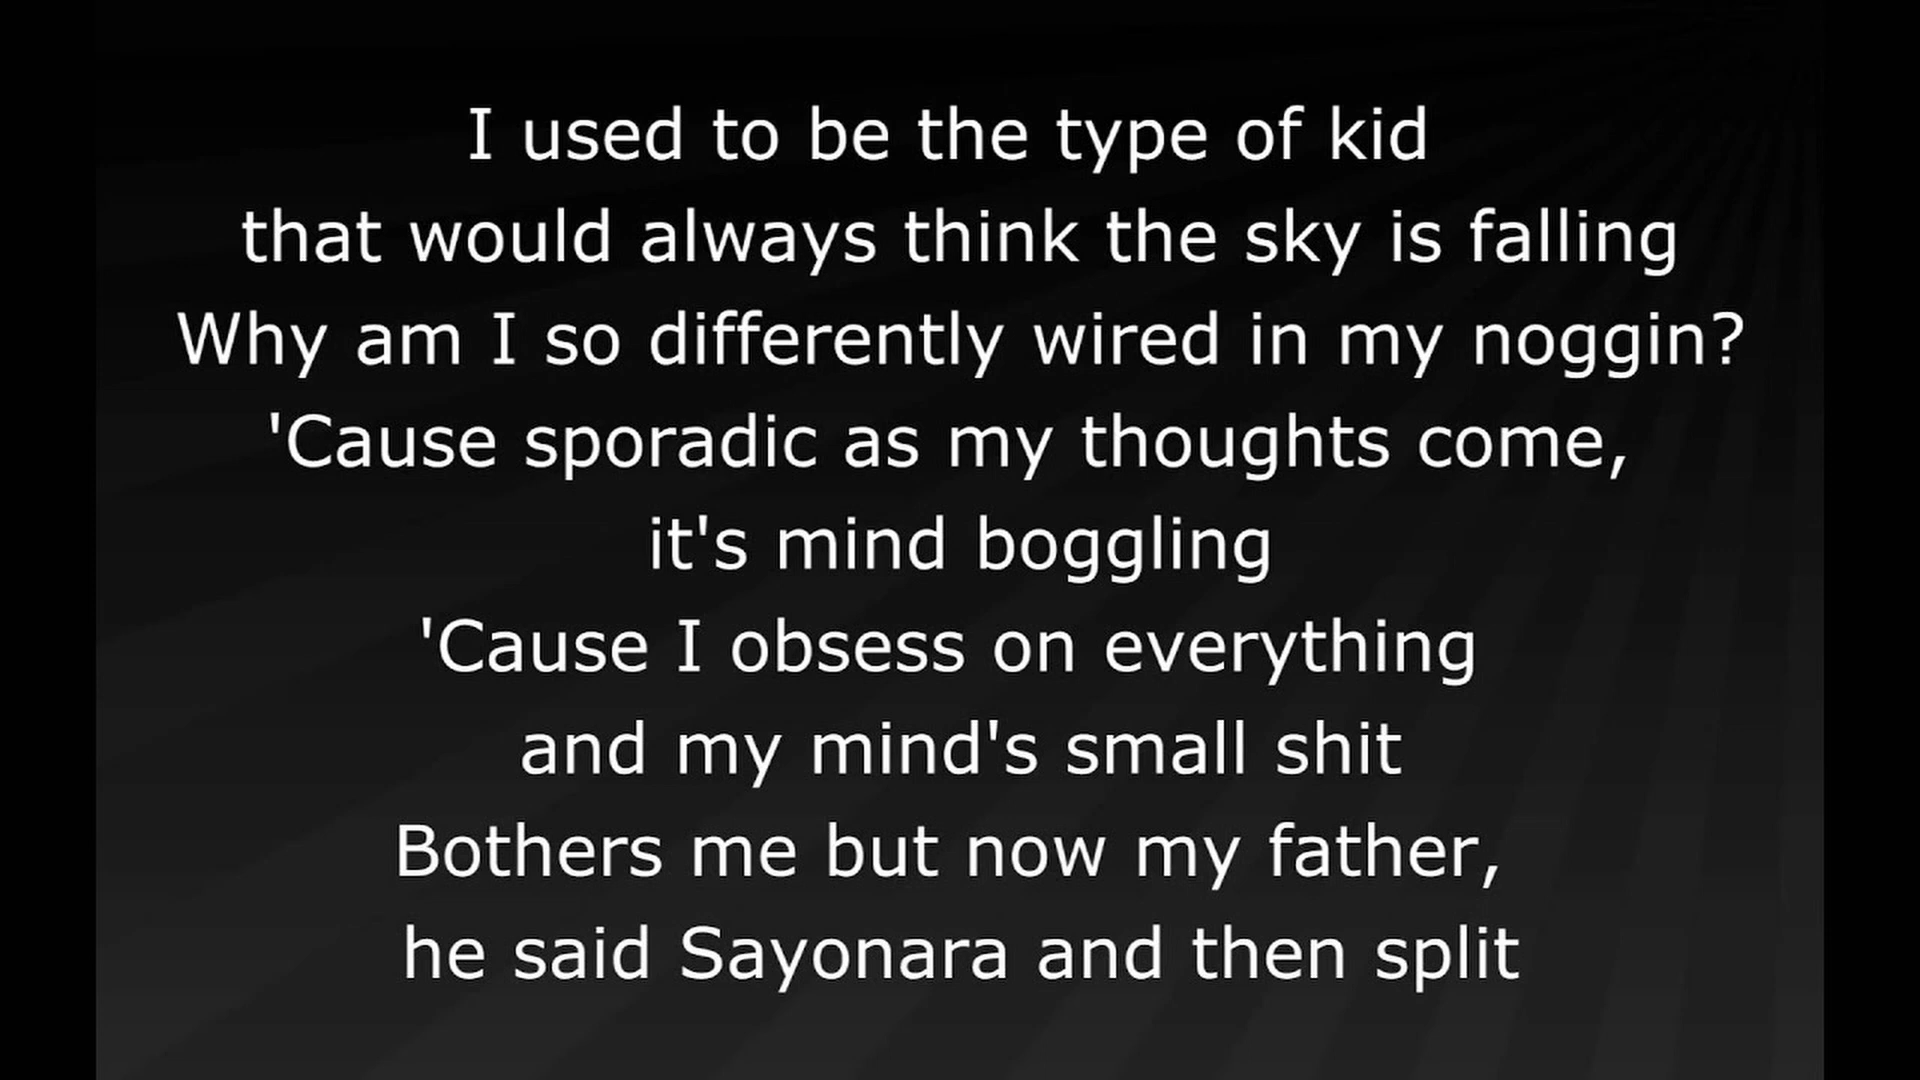 I used to be the type of kid
that would always think the sky is falling
Why am I so differently wired in my noggin?
'Cause sporadic as my thoughts come,
it's mind boggling
'Cause I obsess on everything
and my mind's small shit
Bothers me but now my father,
he said Sayonara and then split